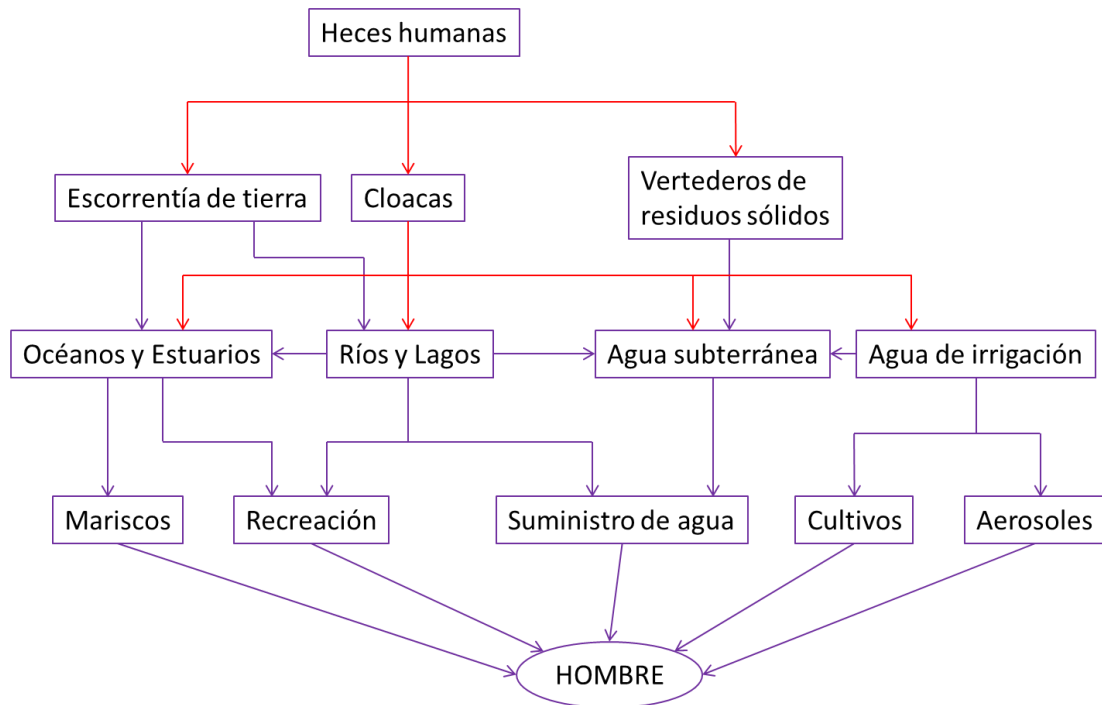 Heces humanas
Escorrentía de tierra
Cloacas
Vertederos de
residuos sólidos
Océanos y Estuarios
Ríos y Lagos
Agua subterránea
Agua de irrigación
Mariscos
Recreación
Suministro de agua
Cultivos
Aerosoles
HOMBRE